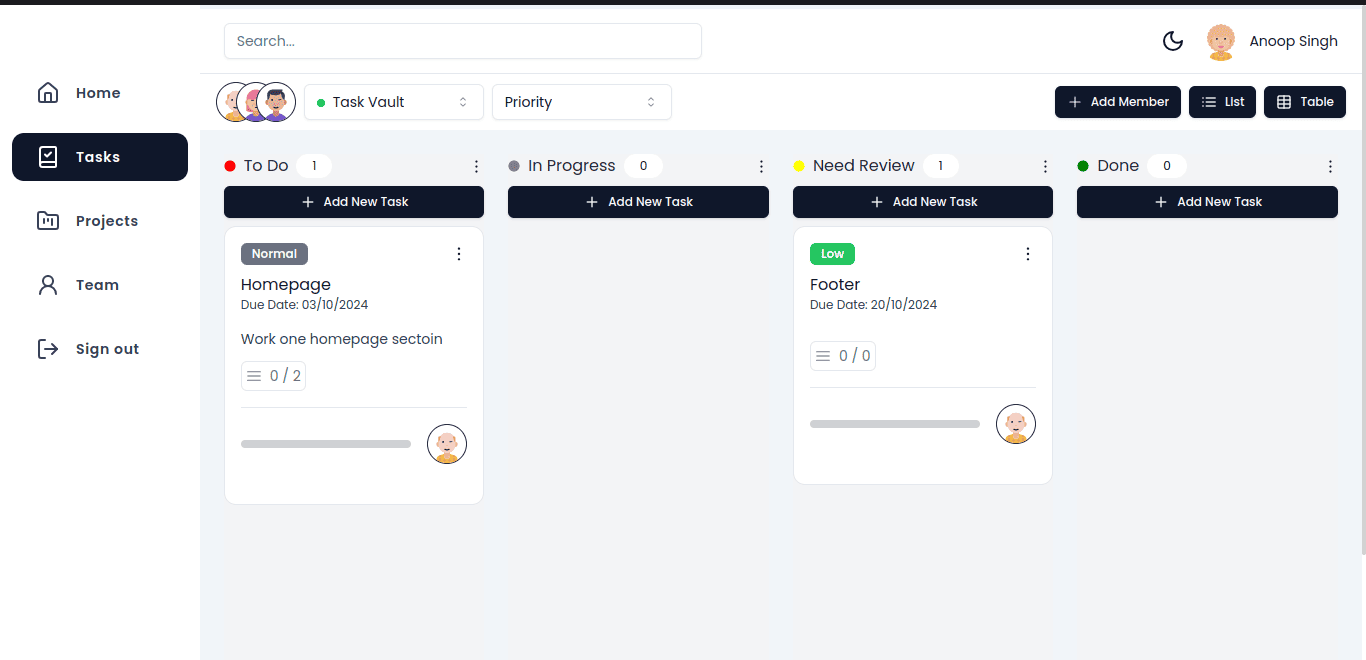 Search...
Anoop Singh
Home
Tasks
Projects
Team
Sign out
Task Vault
Priority
Add Member
List
Table
To Do 1
Add New Task
Normal
Homepage
Due Date: 03/10/2024
Work one homepage sectoin
0 / 2
In Progress 0
Add New Task
Need Review 1
Add New Task
Low
Footer
Due Date: 20/10/2024
0 / 0
Done 0
Add New Task